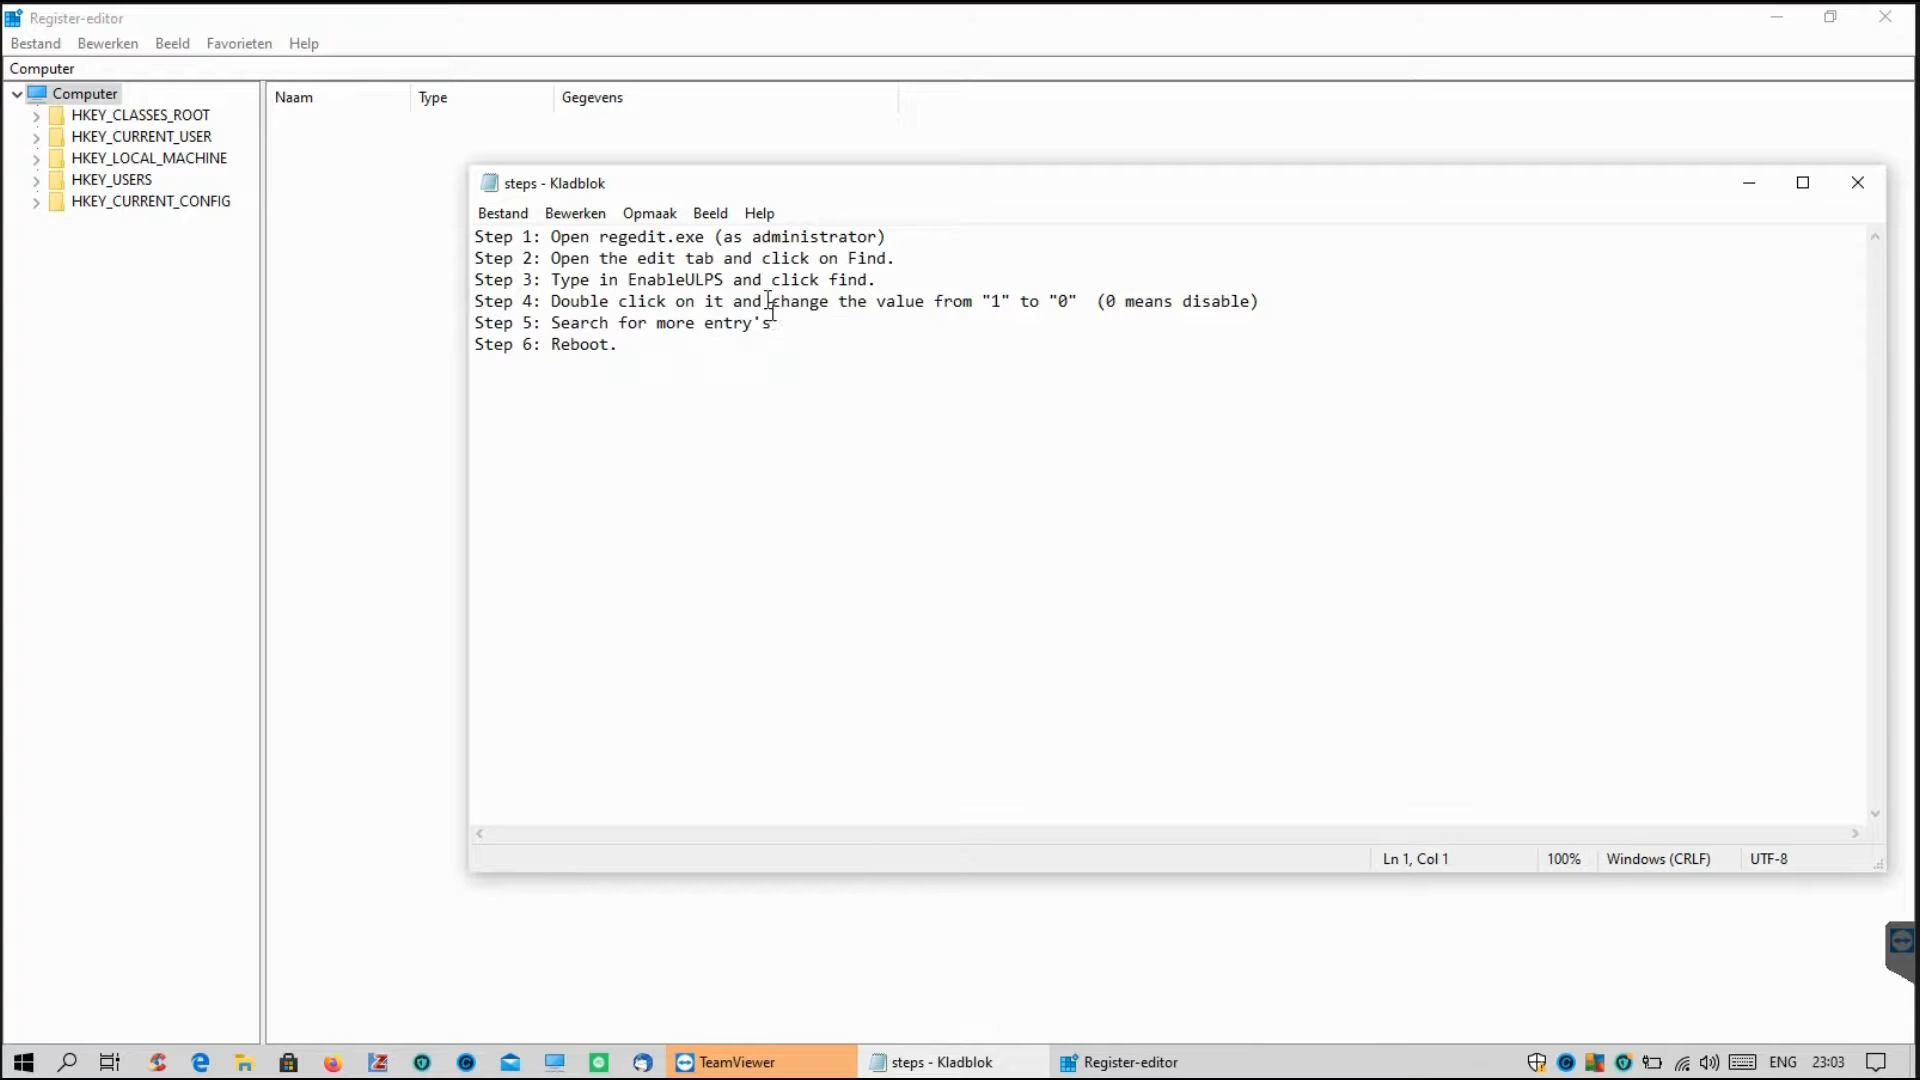 Register-editor
Bestand Bewerken Beeld Favorieten Help
Computer
Computer
HKEY_CLASSES_ROOT
HKEY_CURRENT_USER
HKEY_LOCAL_MACHINE
HKEY_USERS
HKEY_CURRENT_CONFIG
Naam Type Gegevens
steps - Kladblok
Bestand Bewerken Opmaak Beeld Help
Step 1: Open regedit.exe (as administrator)
Step 2: Open the edit tab and click on Find.
Step 3: Type in EnableULPS and click find.
Step 4: Double click on it and change the value from "1" to "0"  (0 means disable)
Step 5: Search for more entry's
Step 6: Reboot.
Ln 1, Col 1 100% Windows (CRLF) UTF-8
TeamViewer steps - Kladblok Register-editor ENG 23:03